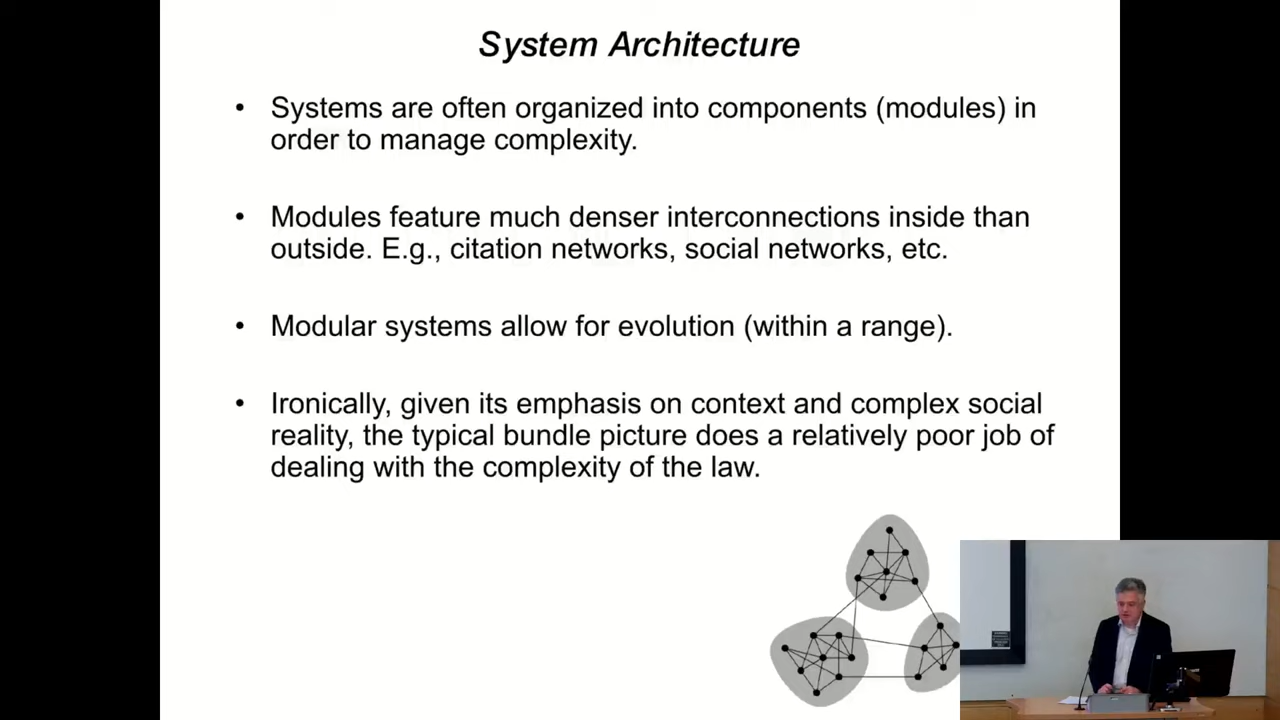 System Architecture
• Systems are often organized into components (modules) in
order to manage complexity.
• Modules feature much denser interconnections inside than
outside. E.g., citation networks, social networks, etc.
• Modular systems allow for evolution (within a range).
• Ironically, given its emphasis on context and complex social
reality, the typical bundle picture does a relatively poor job of
dealing with the complexity of the law.